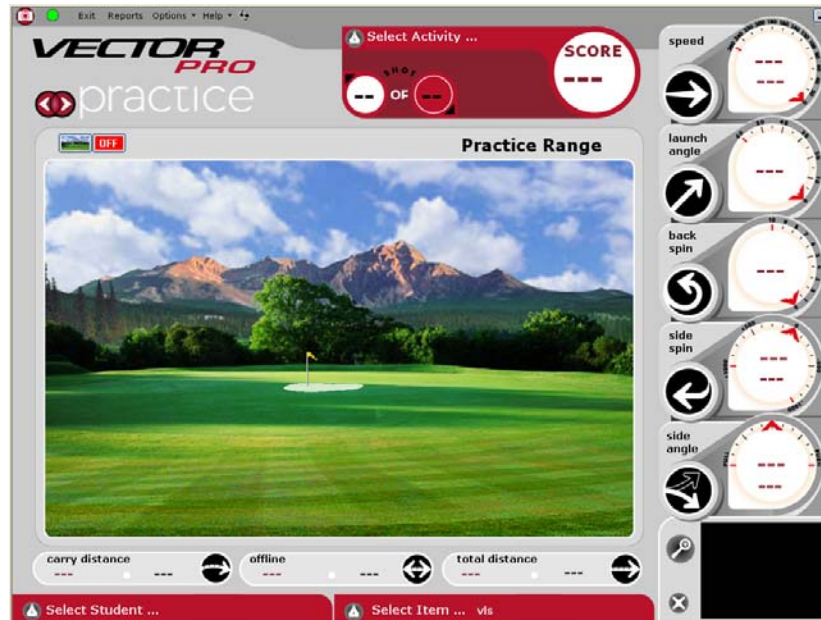 Exit Reports Options Help
VECTOR
PRO
practice
Select Activity ...
SHOT
-- OF --
SCORE
---
OFF
Practice Range
speed
---
---
launch
angle
---
back
spin
---
side
spin
---
---
side
angle
PULL
---
---
carry distance
--- ---
offline
--- ---
total distance
--- ---
Select Student ...
Select Item ... vls